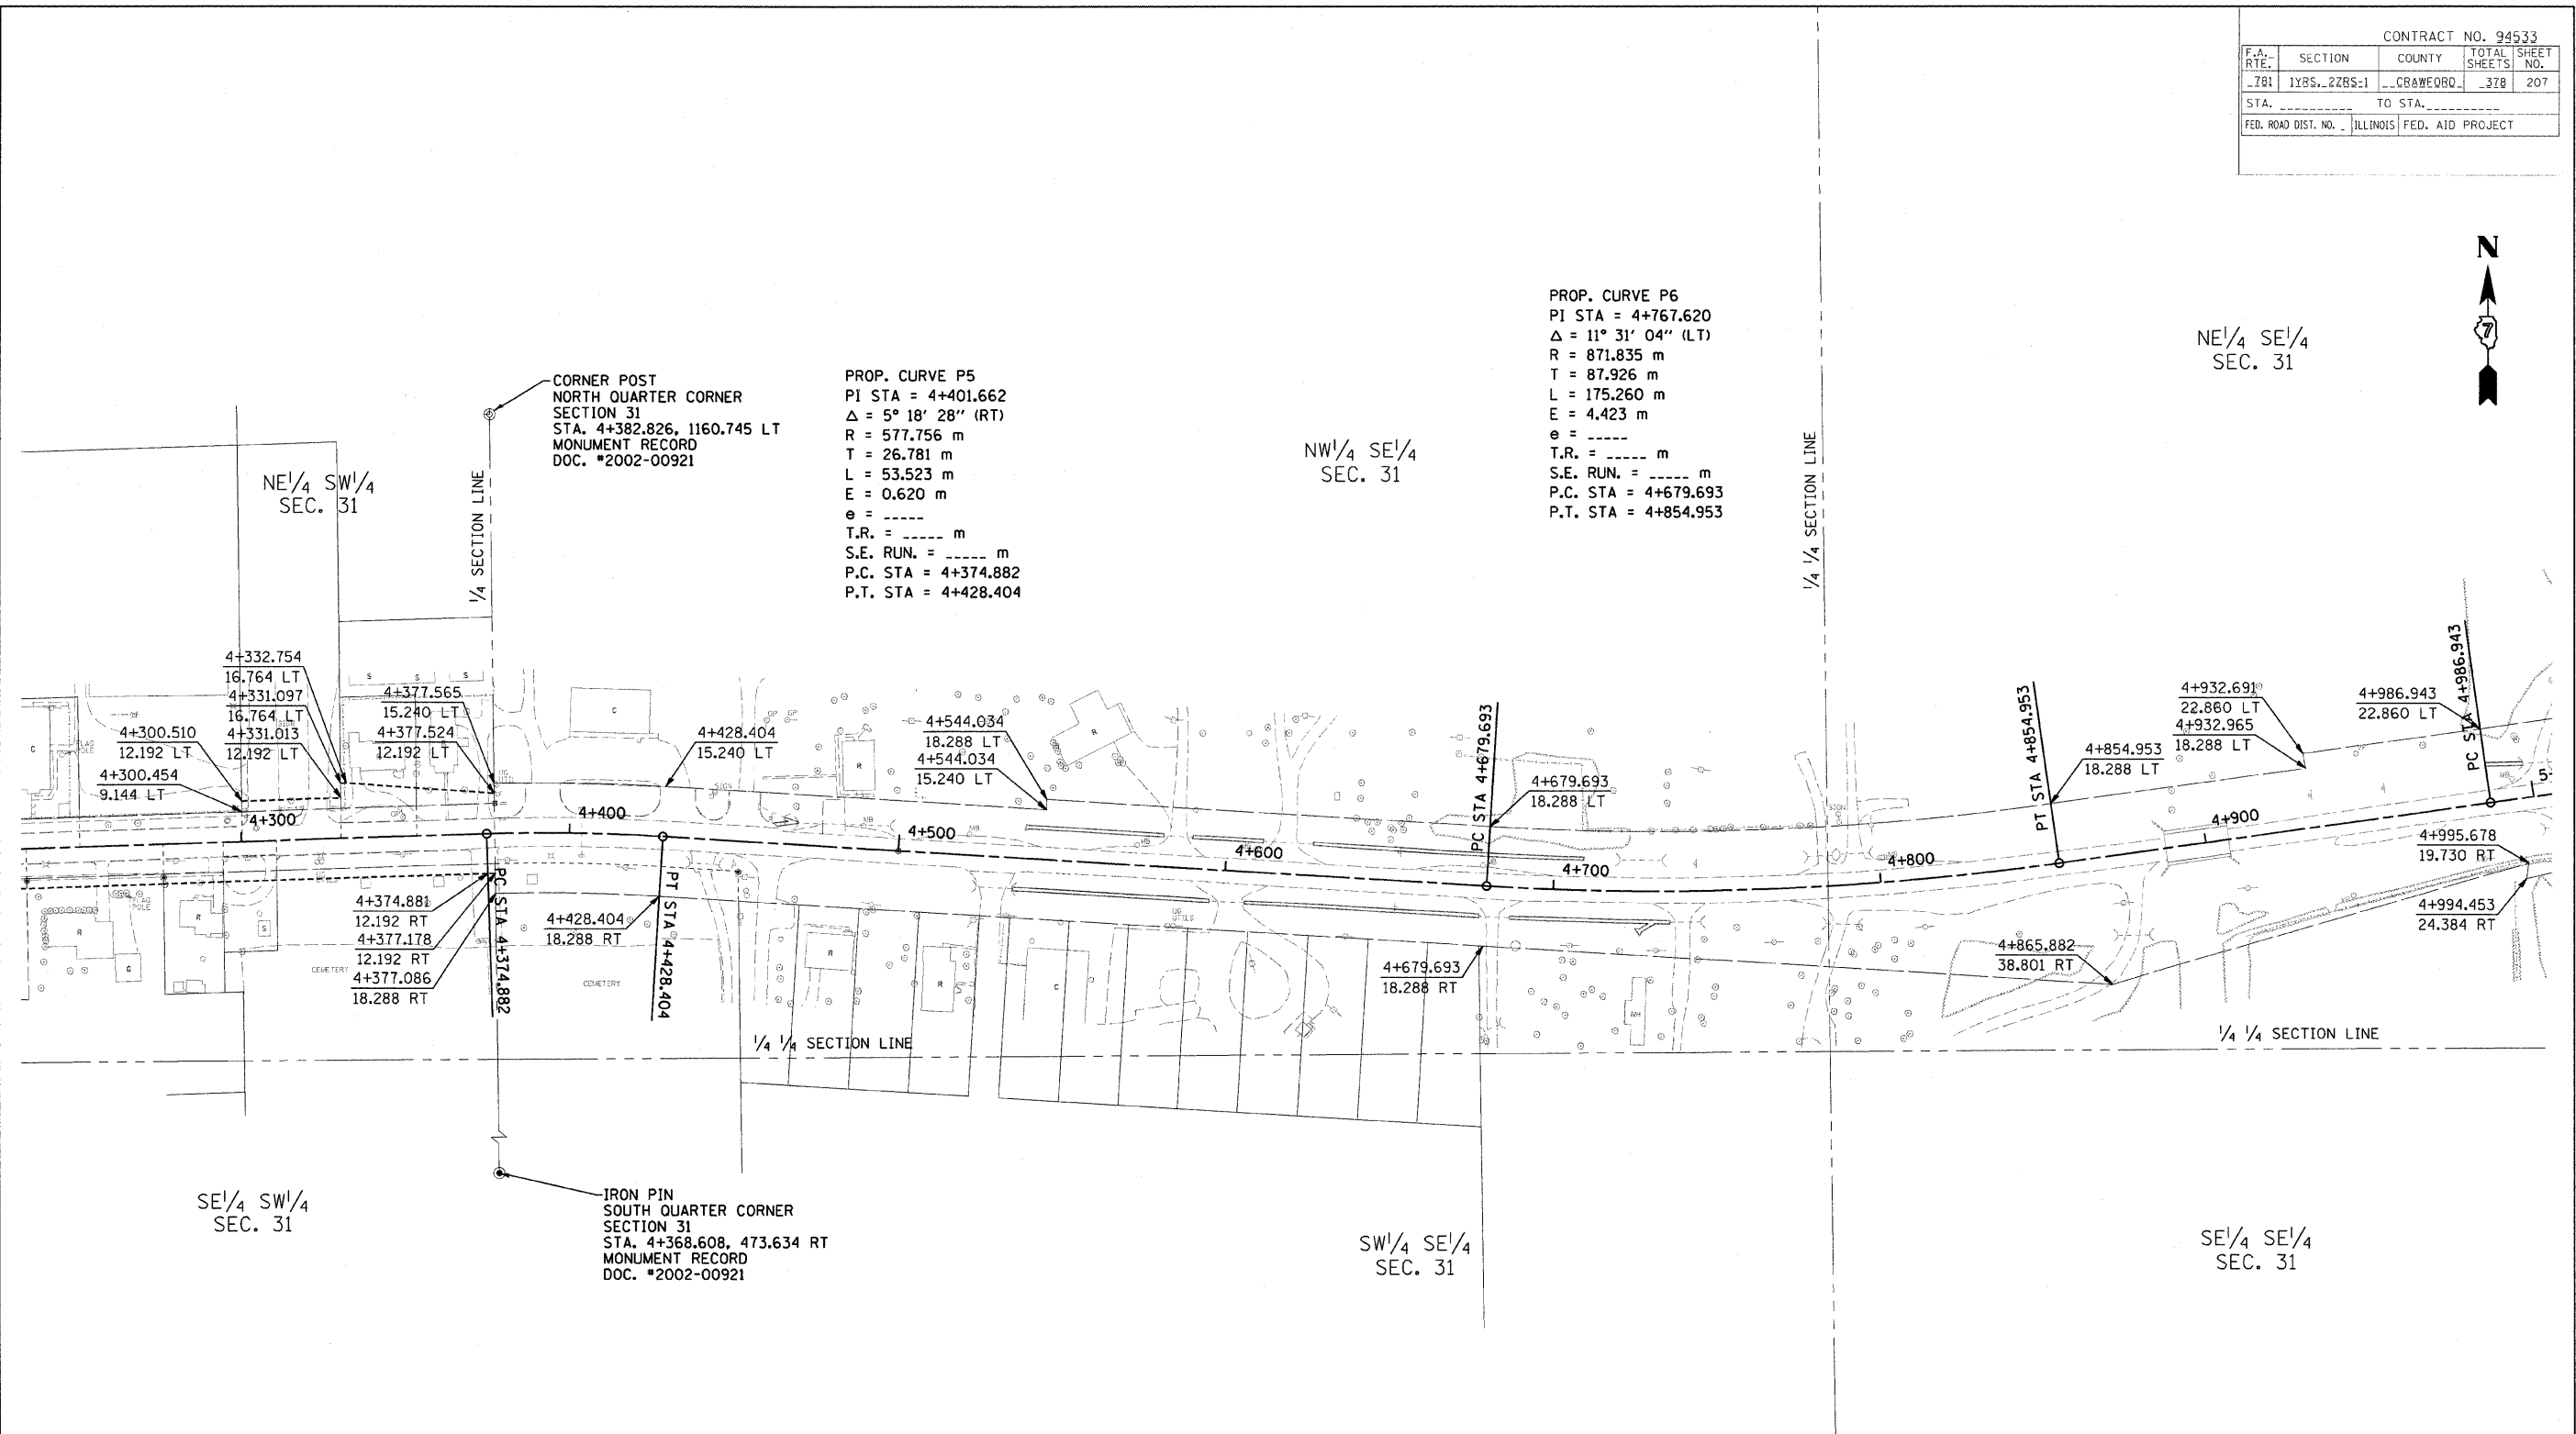 CONTRACT NO. 94533
F.A. RTE. SECTION COUNTY TOTAL SHEETS SHEET NO.
781 1YRS, 2ZRS-1 CRAWFORD 378 207
STA. TO STA.
FED. ROAD DIST. NO. ILLINOIS FED. AID PROJECT
N
7
PROP. CURVE P6
PI STA = 4+767.620
Δ = 11° 31' 04" (LT)
R = 871.835 m
T = 87.926 m
L = 175.260 m
E = 4.423 m
e = -----
T.R. = ----- m
S.E. RUN. = ----- m
P.C. STA = 4+679.693
P.T. STA = 4+854.953
NE1/4 SE1/4
SEC. 31
CORNER POST
NORTH QUARTER CORNER
SECTION 31
STA. 4+382.826, 1160.745 LT
MONUMENT RECORD
DOC. #2002-00921
PROP. CURVE P5
PI STA = 4+401.662
Δ = 5° 18' 28" (RT)
R = 577.756 m
T = 26.781 m
L = 53.523 m
E = 0.620 m
e = -----
T.R. = ----- m
S.E. RUN. = ----- m
P.C. STA = 4+374.882
P.T. STA = 4+428.404
NW1/4 SE1/4
SEC. 31
NE1/4 SW1/4
SEC. 31
1/4 SECTION LINE
1/4 1/4 SECTION LINE
4+332.754
16.764 LT
4+331.097
16.764 LT
4+331.013
12.192 LT
4+300.510
12.192 LT
4+300.454
9.144 LT
4+377.565
15.240 LT
4+377.524
12.192 LT
4+428.404
15.240 LT
4+544.034
18.288 LT
4+544.034
15.240 LT
PC STA 4+679.693
4+679.693
18.288 LT
PT STA 4+854.953
4+854.953
18.288 LT
4+932.691
22.860 LT
4+932.965
18.288 LT
4+986.943
22.860 LT
PC STA 4+986.943
4+300
4+400
4+500
4+600
4+700
4+800
4+900
5
S
S
S
C
C
R
R
SIGN
FLAG POLE
MB
MB
4+374.881
12.192 RT
4+377.178
12.192 RT
4+377.086
18.288 RT
PC STA 4+374.882
4+428.404
18.288 RT
PT STA 4+428.404
4+679.693
18.288 RT
4+865.882
38.801 RT
4+995.678
19.730 RT
4+994.453
24.384 RT
FLAG POLE
R
R
S
G
CEMETERY
CEMETERY
R
R
C
UG UTILS
MH
1/4 1/4 SECTION LINE
1/4 1/4 SECTION LINE
IRON PIN
SOUTH QUARTER CORNER
SECTION 31
STA. 4+368.608, 473.634 RT
MONUMENT RECORD
DOC. #2002-00921
SE1/4 SW1/4
SEC. 31
SW1/4 SE1/4
SEC. 31
SE1/4 SE1/4
SEC. 31